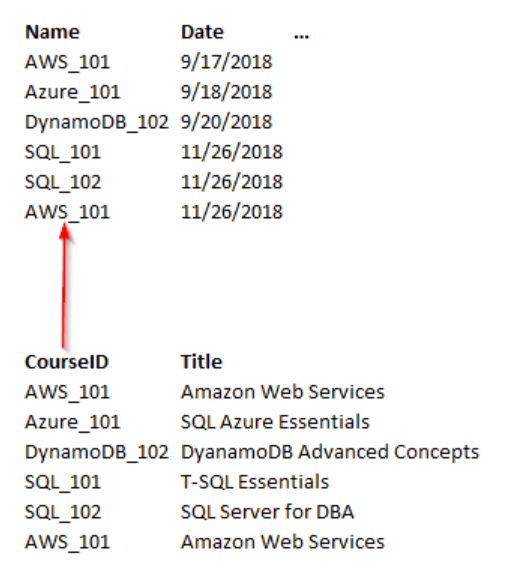 Name Date ...
AWS_101 9/17/2018
Azure_101 9/18/2018
DynamoDB_102 9/20/2018
SQL_101 11/26/2018
SQL_102 11/26/2018
AWS_101 11/26/2018
CourseID Title
AWS_101 Amazon Web Services
Azure_101 SQL Azure Essentials
DynamoDB_102 DyanamoDB Advanced Concepts
SQL_101 T-SQL Essentials
SQL_102 SQL Server for DBA
AWS_101 Amazon Web Services